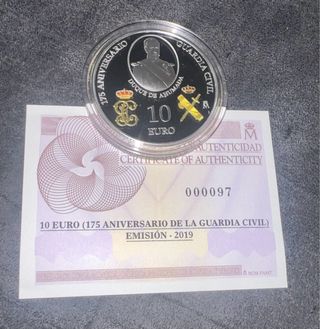 175 ANIVERSARIO
GUARDIA CIVIL
DUQUE DE AHUMADA
10
EURO
AUTENTICIDAD
CERTIFICATE OF AUTHENTICITY
000097
10 EURO (175 ANIVERSARIO DE LA GUARDIA CIVIL)
EMISIÓN - 2019